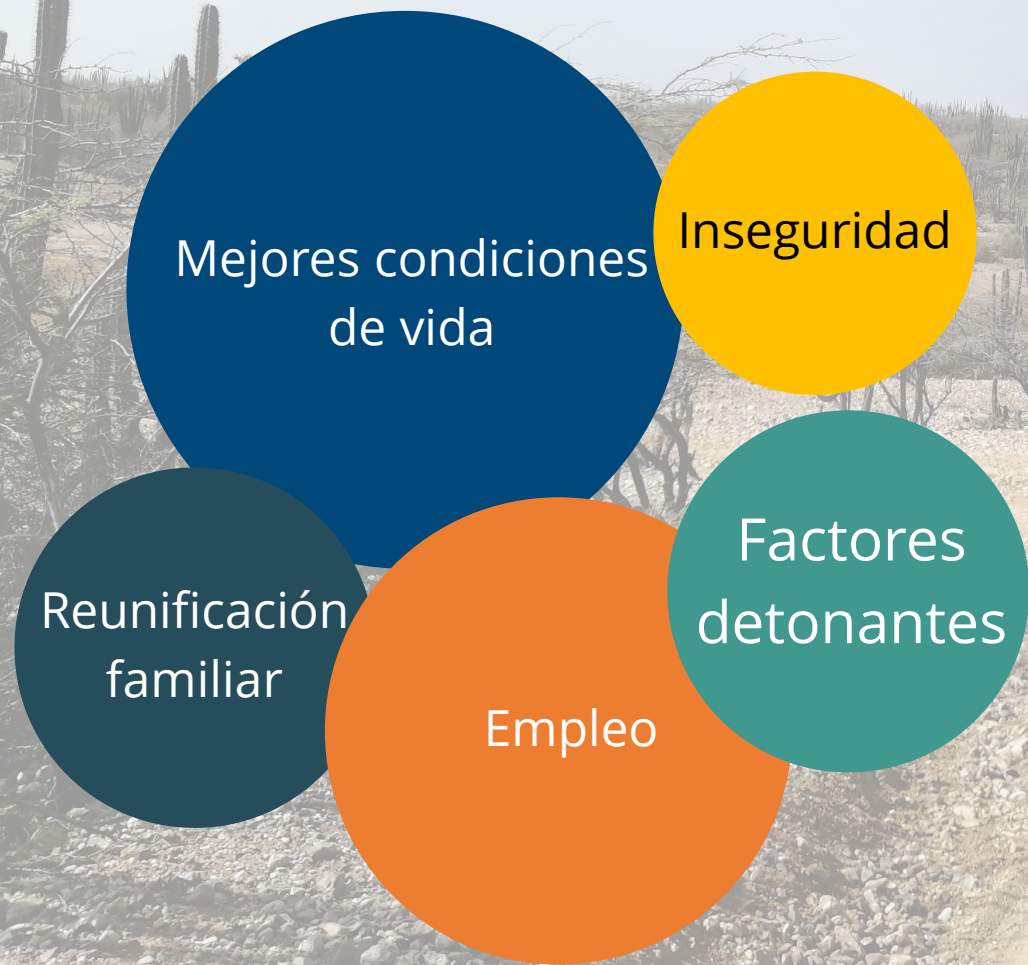 Mejores condiciones
de vida
Inseguridad
Reunificación
familiar
Empleo
Factores
detonantes